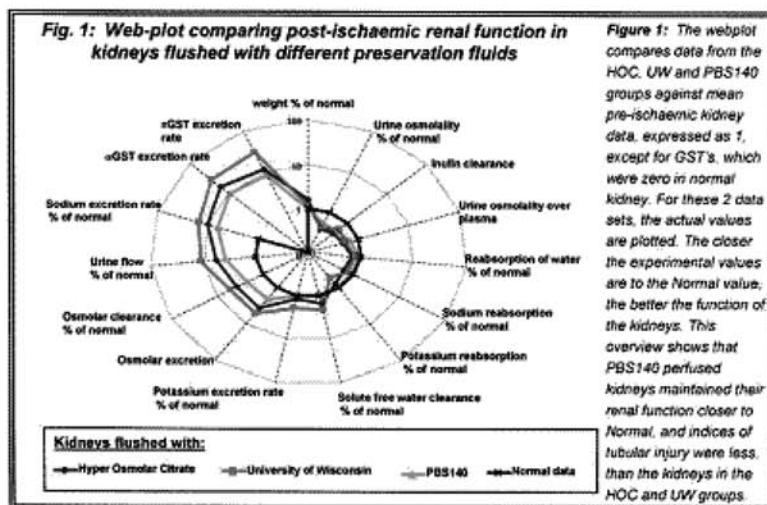 Fig. 1: Web-plot comparing post-ischaemic renal function in
kidneys flushed with different preservation fluids
weight % of normal
100
10
1
Urine osmolality
% of normal
Inulin clearance
Urine osmolality over
plasma
Reabsorption of water
% of normal
Sodium reabsorption
% of normal
Potassium reabsorption
% of normal
Solute free water clearance
% of normal
Potassium excretion rate
% of normal
Osmolar excretion
Osmolar clearance
% of normal
Urine flow
% of normal
Sodium excretion rate
% of normal
αGST excretion rate
πGST excretion
rate
Kidneys flushed with:
Hyper Osmolar Citrate
University of Wisconsin
PBS140
Normal data
Figure 1: The webplot
compares data from the
HOC, UW and PBS140
groups against mean
pre-ischaemic kidney
data, expressed as 1,
except for GST's, which
were zero in normal
kidney. For these 2 data
sets, the actual values
are plotted. The closer
the experimental values
are to the Normal value,
the better the function of
the kidneys. This
overview shows that
PBS140 perfused
kidneys maintained their
renal function closer to
Normal, and indices of
tubular injury were less,
than the kidneys in the
HOC and UW groups.